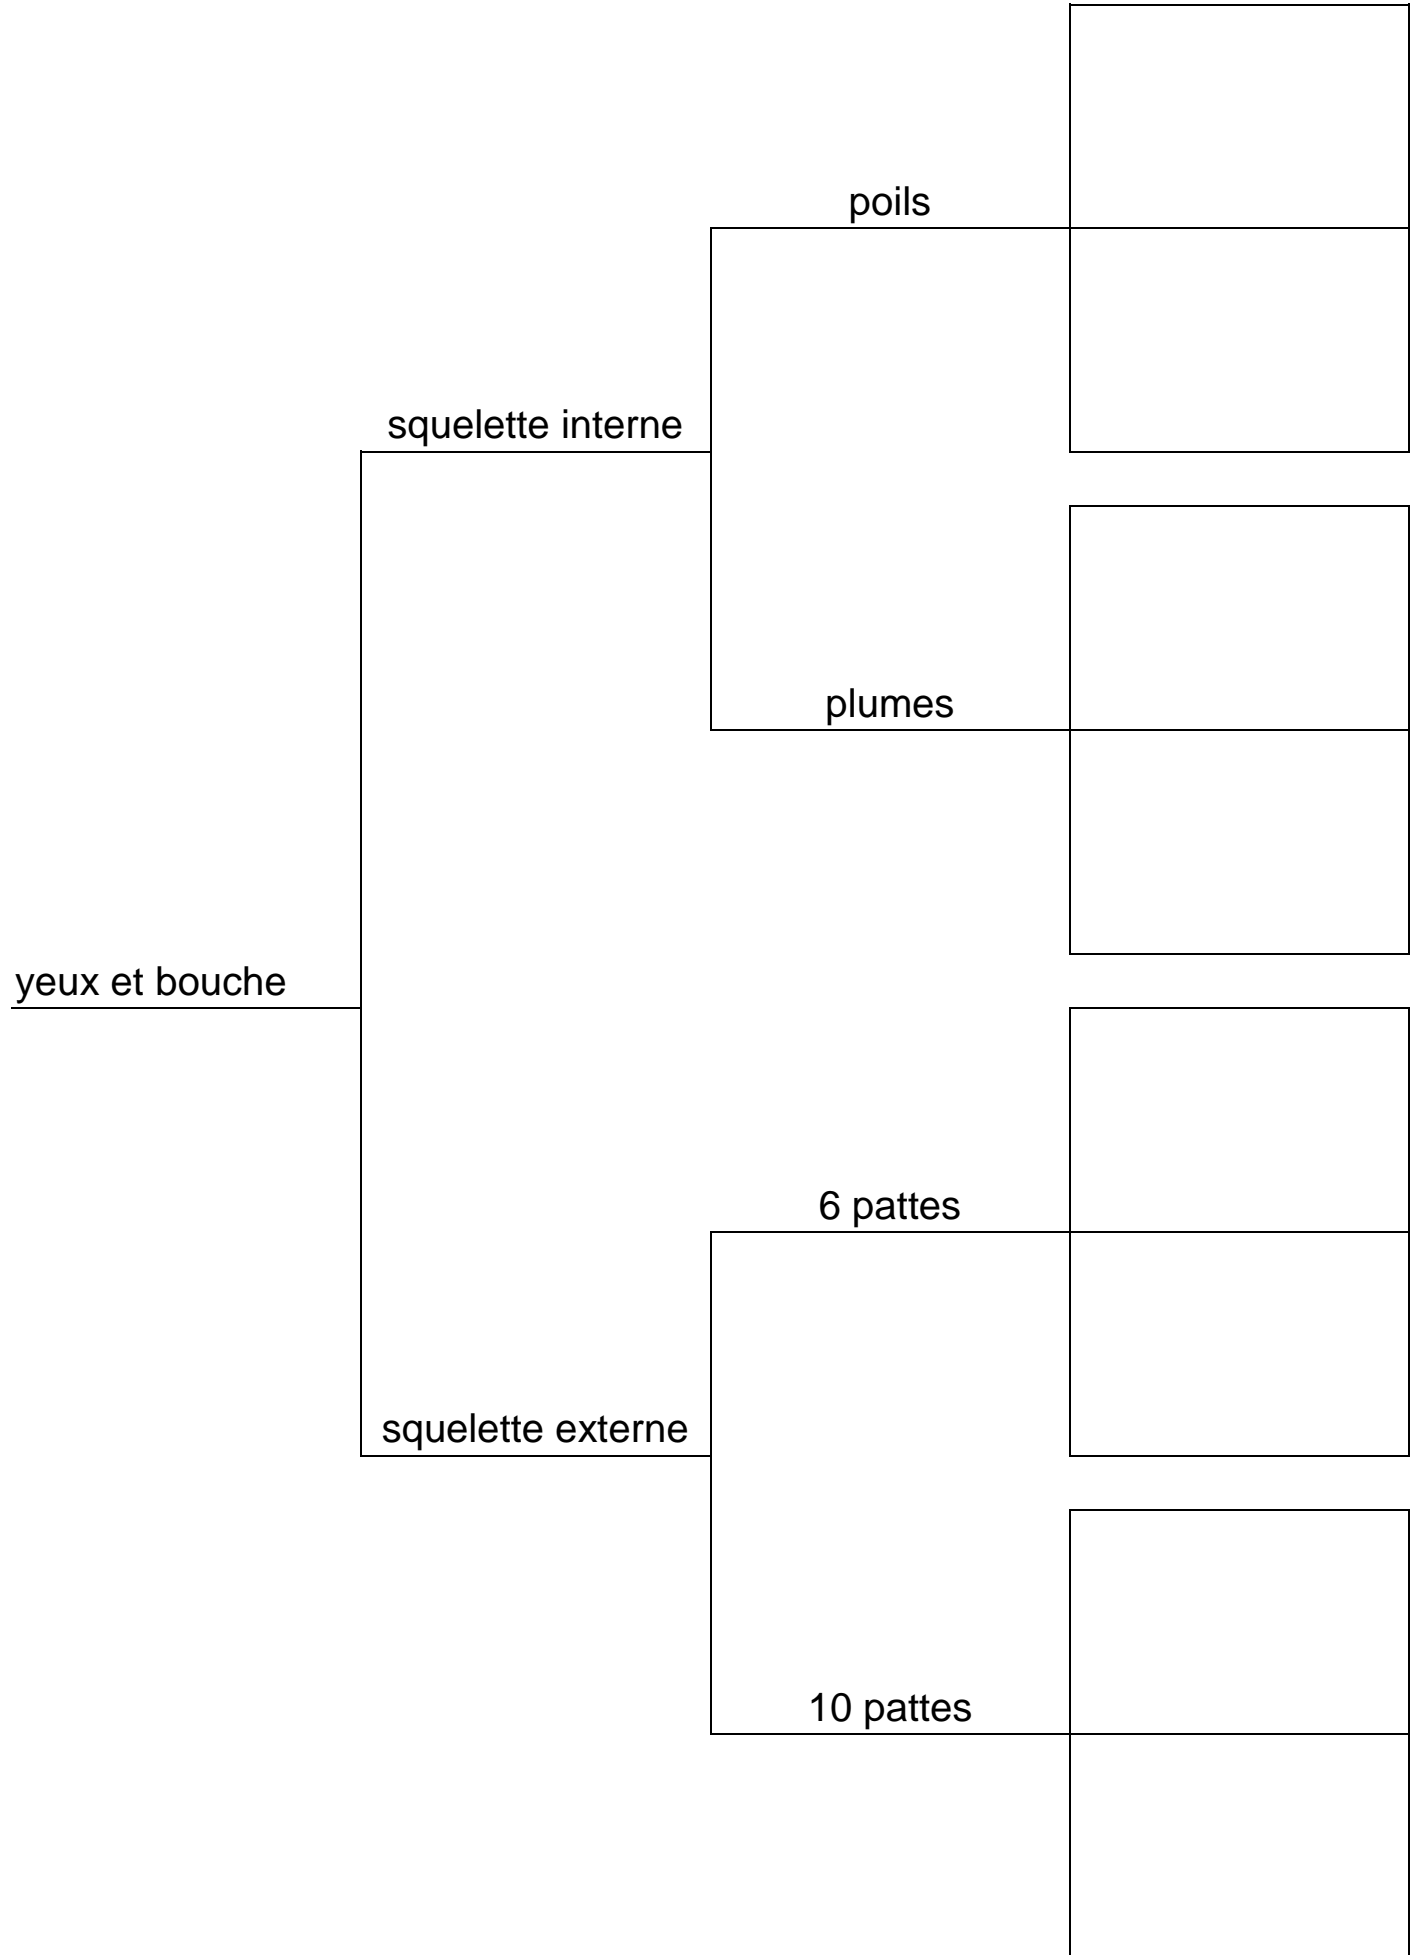 poils
squelette interne
plumes
yeux et bouche
6 pattes
squelette externe
10 pattes